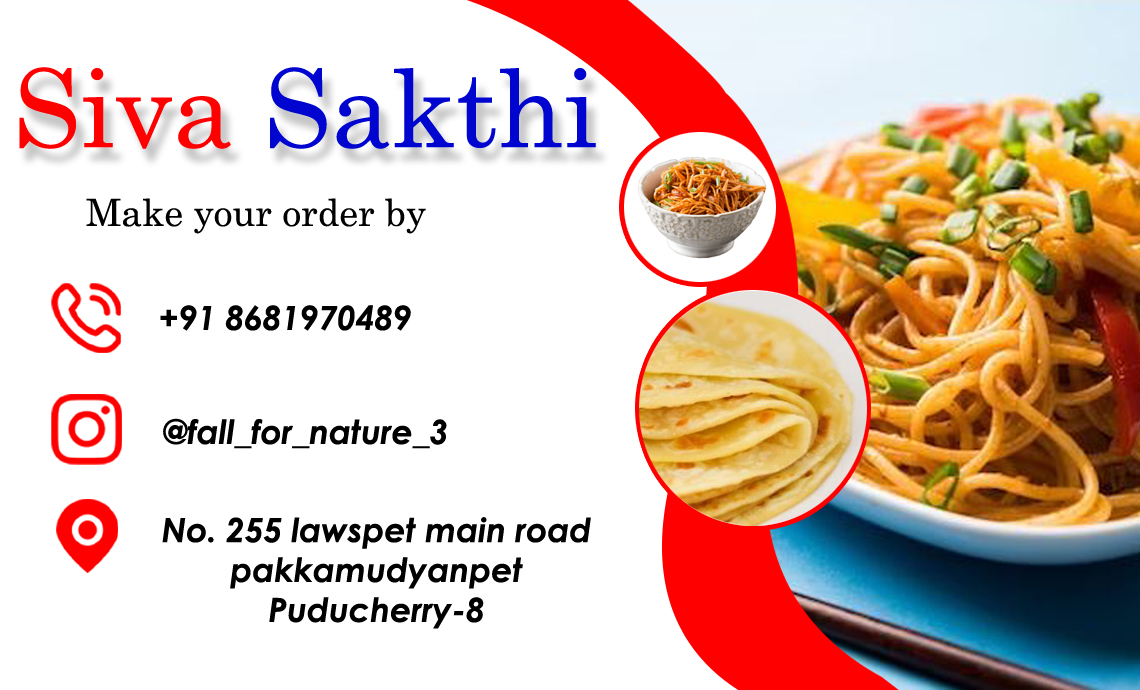 Siva Sakthi
Make your order by
+91 8681970489
@fall_for_nature_3
No. 255 lawspet main road
pakkamudyanpet
Puducherry-8